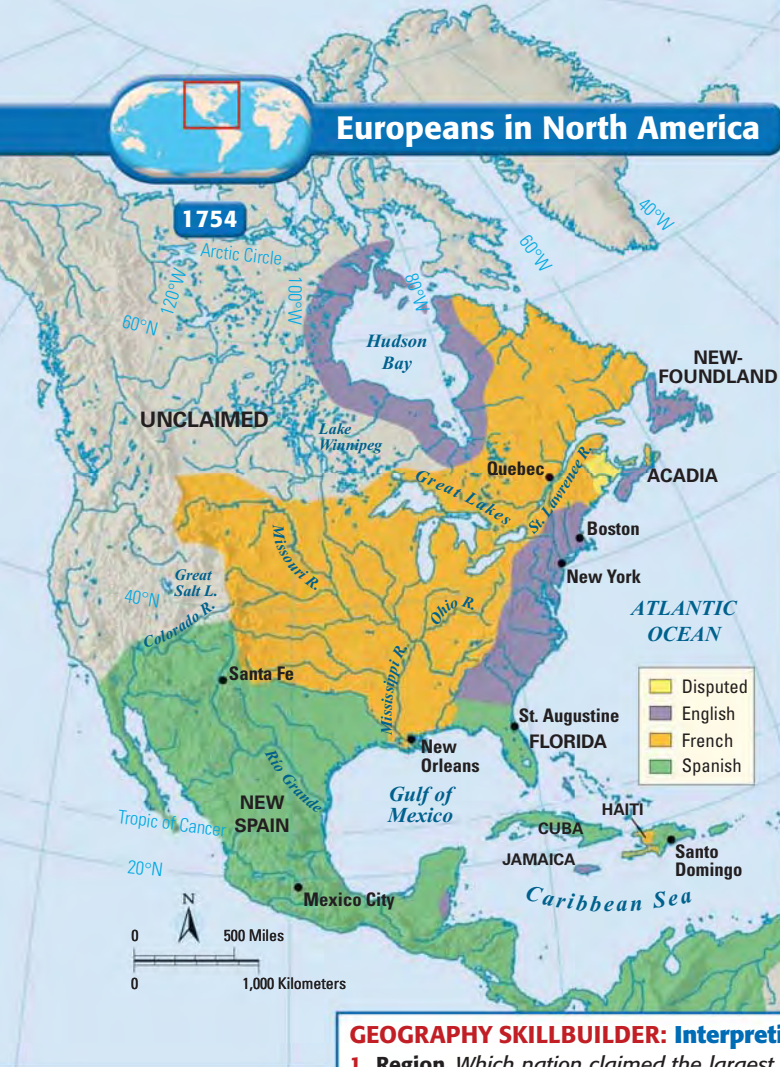 Europeans in North America
1754
Arctic Circle
120°W
100°W
80°W
60°W
40°W
60°N
Hudson
Bay
NEW-
FOUNDLAND
UNCLAIMED
Lake
Winnipeg
Quebec
St. Lawrence R.
ACADIA
Great Lakes
Boston
Missouri R.
New York
Great
Salt L.
40°N
Colorado R.
Ohio R.
ATLANTIC
OCEAN
Mississippi R.
Santa Fe
Disputed
English
French
Spanish
St. Augustine
FLORIDA
New
Orleans
Rio Grande
Gulf of
Mexico
NEW
SPAIN
Tropic of Cancer
HAITI
CUBA
JAMAICA
Santo
Domingo
20°N
Caribbean Sea
Mexico City
N
0 500 Miles
0 1,000 Kilometers
GEOGRAPHY SKILLBUILDER: Interpreti
1. Region Which nation claimed the largest